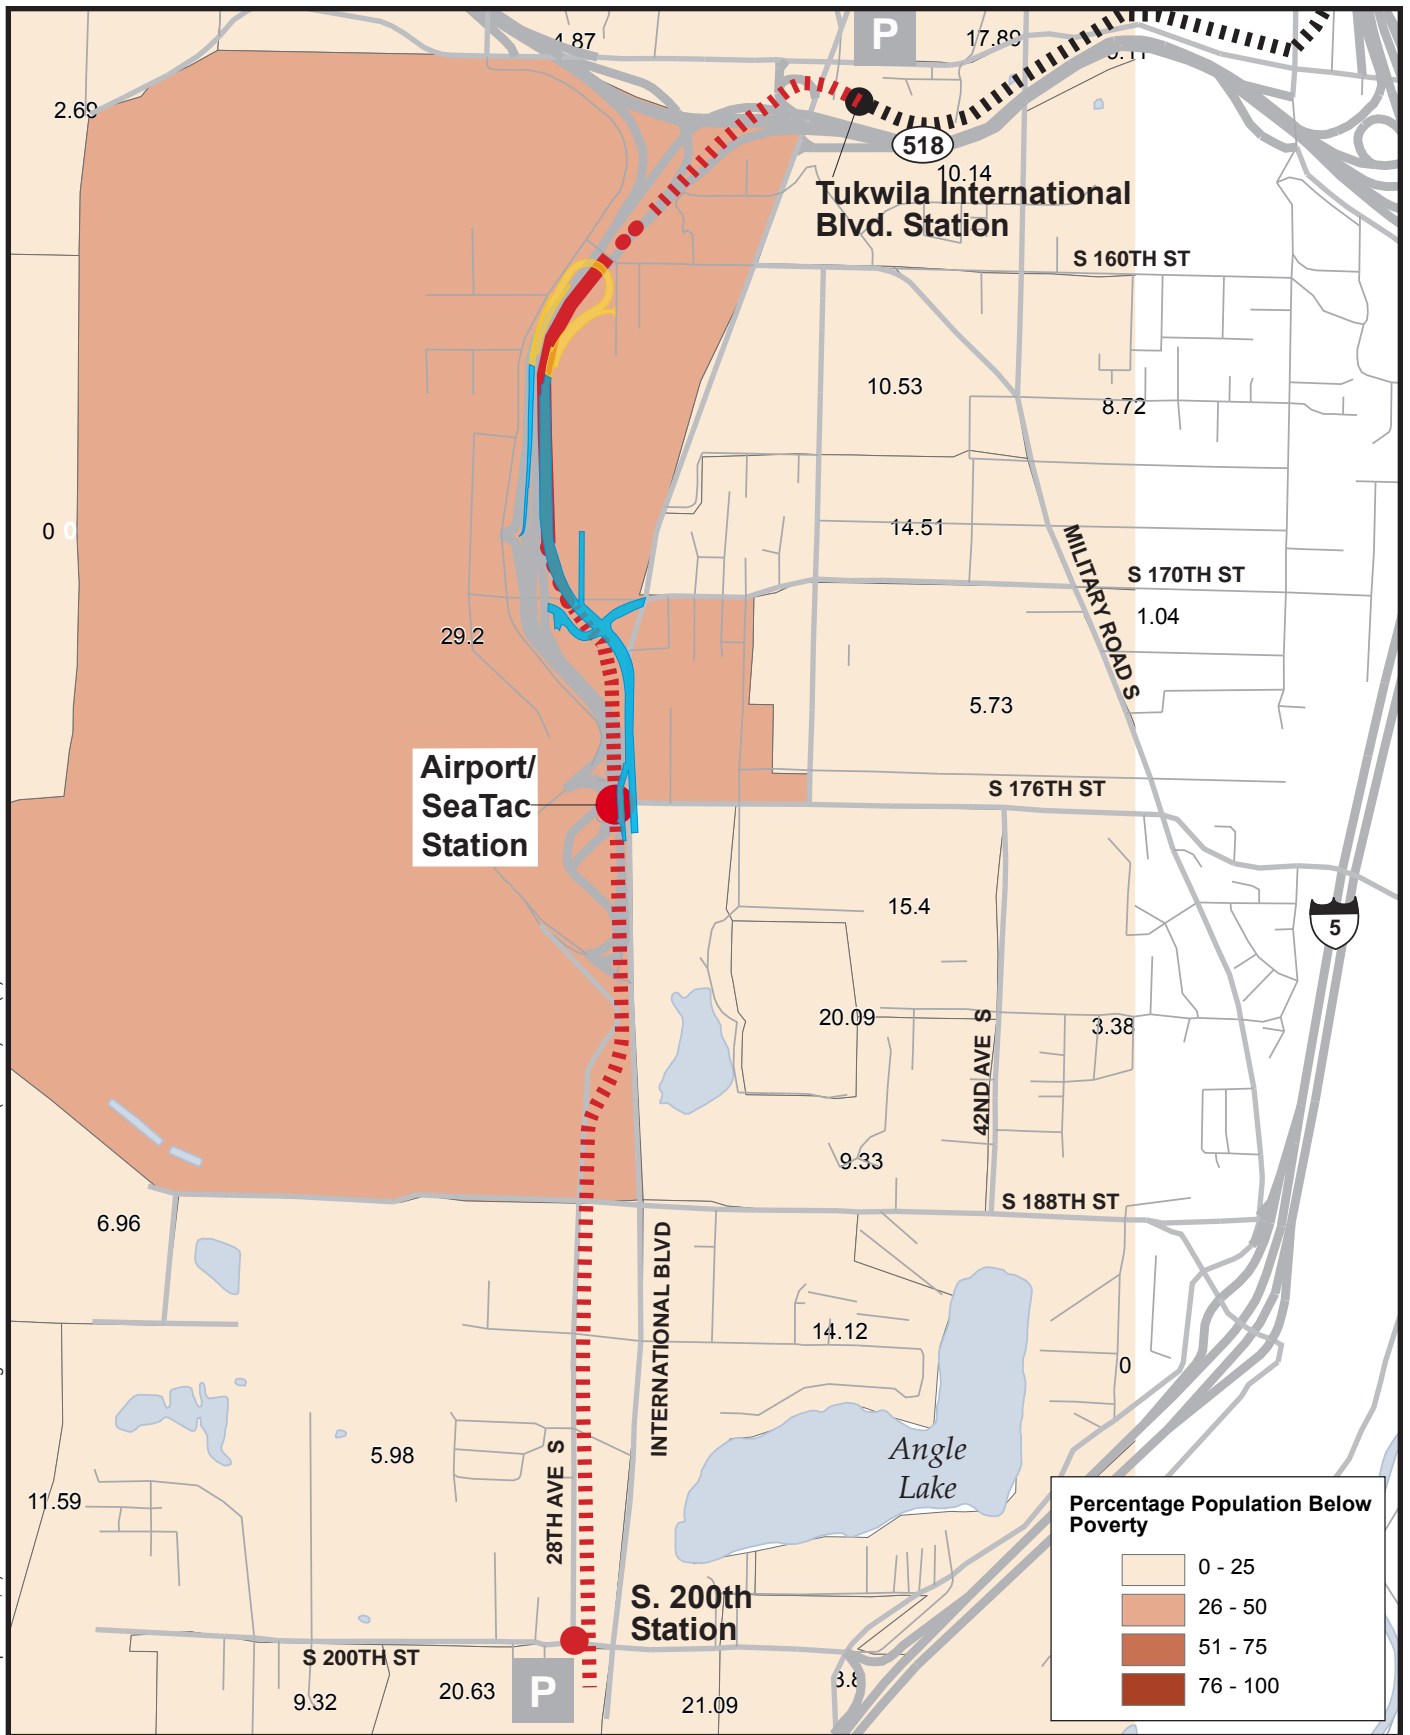 P
4.87
17.89
9.11
2.69
518
10.14
Tukwila International
Blvd. Station
S 160TH ST
10.53
8.72
14.51
0 0
MILITARY ROAD S
S 170TH ST
1.04
29.2
5.73
Airport/
SeaTac
Station
S 176TH ST
15.4
5
20.09
42ND AVE S
3.38
9.33
6.96
S 188TH ST
INTERNATIONAL BLVD
14.12
0
5.98
Angle
Lake
11.59
28TH AVE S
Percentage Population Below
Poverty
0 - 25
26 - 50
51 - 75
76 - 100
S. 200th
Station
S 200TH ST
9.32
20.63
P
21.09